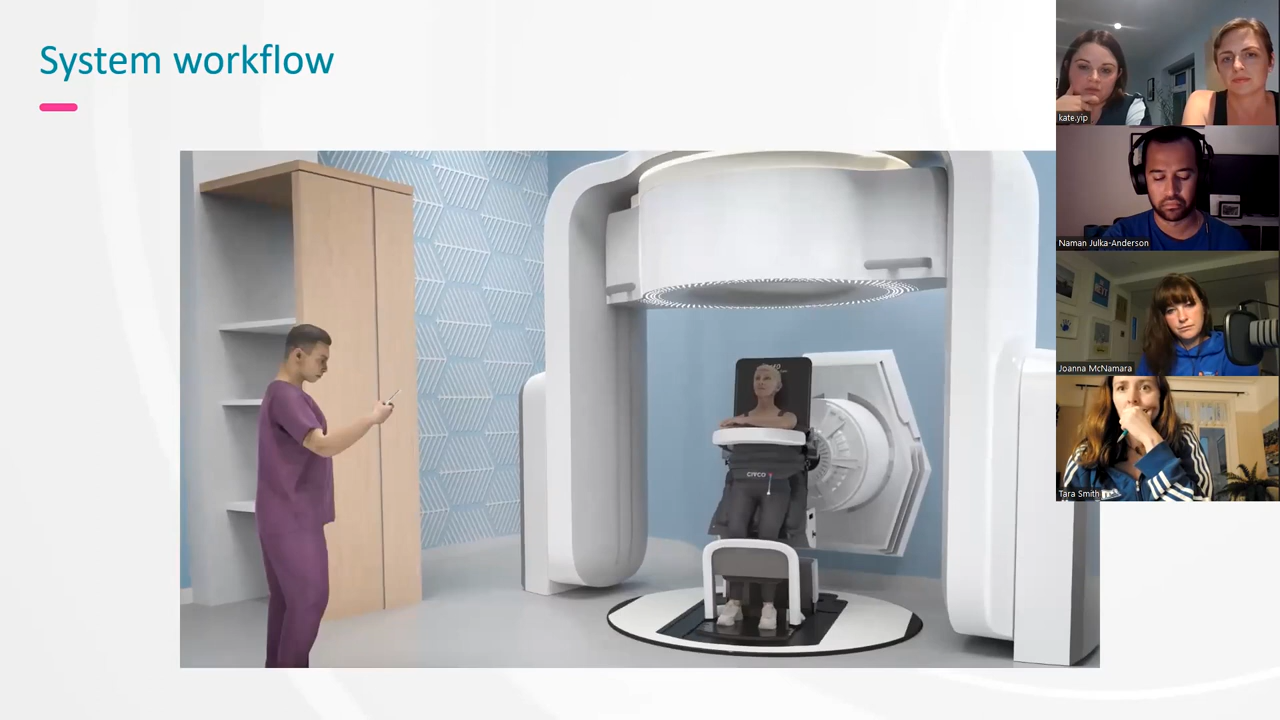 System workflow
kate.yip
Naman Julka-Anderson
Joanna McNamara
Tara Smith